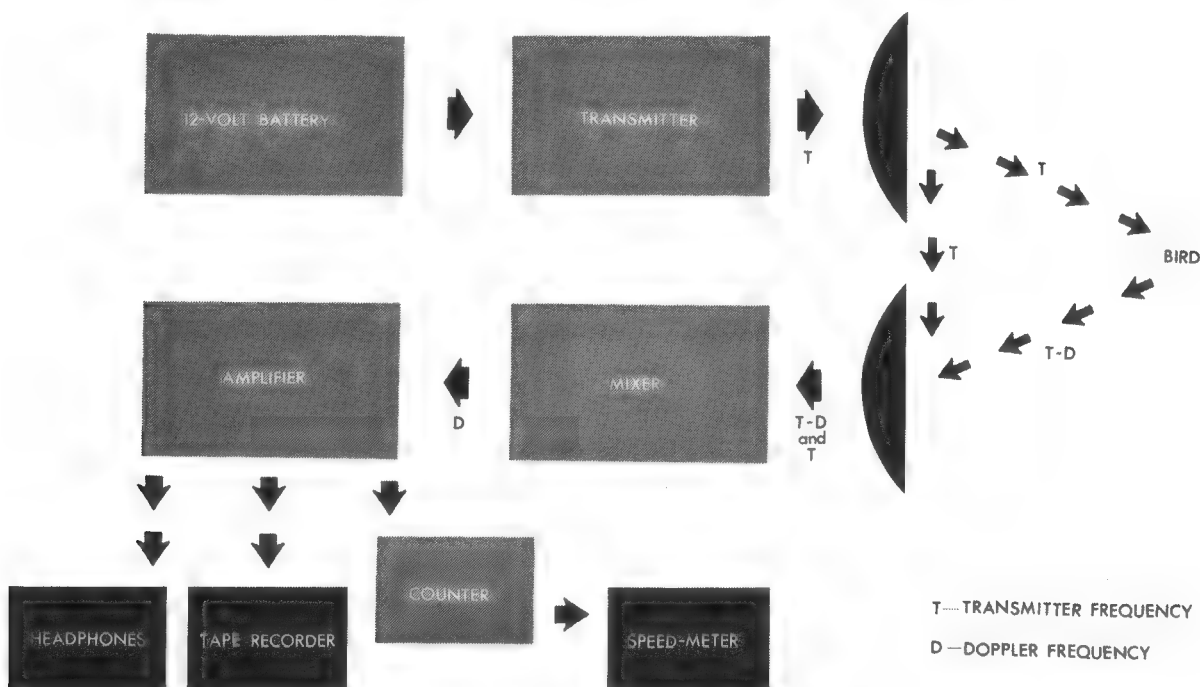 12-VOLT BATTERY
TRANSMITTER
T
T
T
BIRD
T-D
AMPLIFIER
D
MIXER
T-D
and
T
HEADPHONES
TAPE RECORDER
COUNTER
SPEED-METER
T---- TRANSMITTER FREQUENCY
D — DOPPLER FREQUENCY